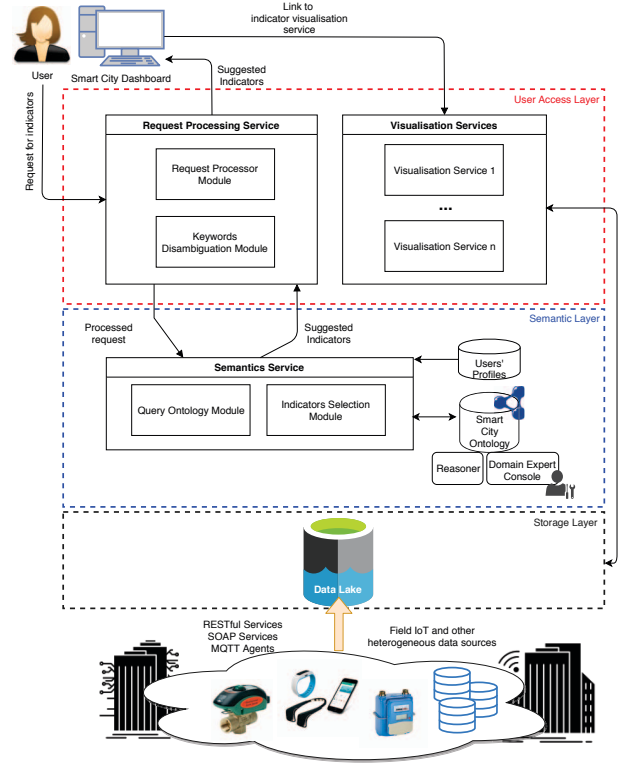 Link to
indicator visualisation
service
User
Smart City Dashboard
Suggested
Indicators
Request for indicators
User Access Layer
Request Processing Service
Request Processor
Module
Keywords
Disambiguation Module
Visualisation Services
Visualisation Service 1
...
Visualisation Service n
Semantic Layer
Processed
request
Suggested
Indicators
Semantics Service
Query Ontology Module
Indicators Selection
Module
Users'
Profiles
Smart
City
Ontology
Reasoner
Domain Expert
Console
Storage Layer
Data Lake
RESTful Services
SOAP Services
MQTT Agents
Field IoT and other
heterogeneous data sources